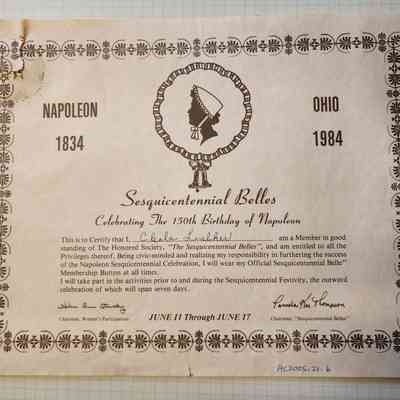 NAPOLEON
1834
OHIO
1984
Sesquicentennial Belles
Celebrating The 150th Birthday of Napoleon
This is to Certify that I, am a Member in good
standing of The Honored Society, "The Sesquicentennial Belles", and am entitled to all the
Privileges thereof. Being civic-minded and realizing my responsibility in furthering the success
of the Napoleon Sesquicentennial Celebration, I will wear my Official Sesquicentennial Belle"
Membership Button at all times.
I will take part in the activities prior to and during the Sesquicentennial Festivity, the outward
celebration of which will span seven days.
Chairman, Women's Participation
JUNE 11 Through JUNE 17
Chairman, "Sesquicentennial Belles"